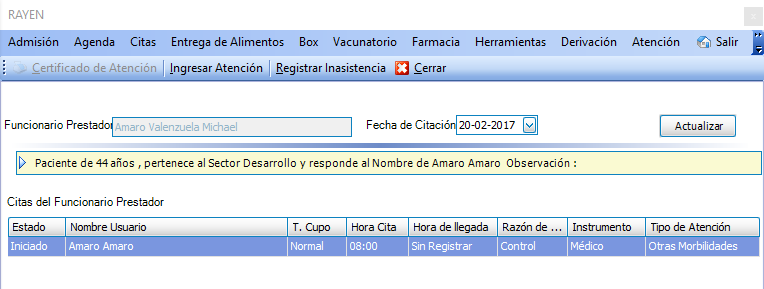 RAYEN
Admisión Agenda Citas Entrega de Alimentos Box Vacunatorio Farmacia Herramientas Derivación Atención Salir
Certificado de Atención Ingresar Atención Registrar Inasistencia Cerrar
Funcionario Prestador Amaro Valenzuela Michael Fecha de Citación 20-02-2017 Actualizar
Paciente de 44 años , pertenece al Sector Desarrollo y responde al Nombre de Amaro Amaro Observación :
Citas del Funcionario Prestador
Estado Nombre Usuario T. Cupo Hora Cita Hora de llegada Razón de ... Instrumento Tipo de Atención
Iniciado Amaro Amaro Normal 08:00 Sin Registrar Control Médico Otras Morbilidades